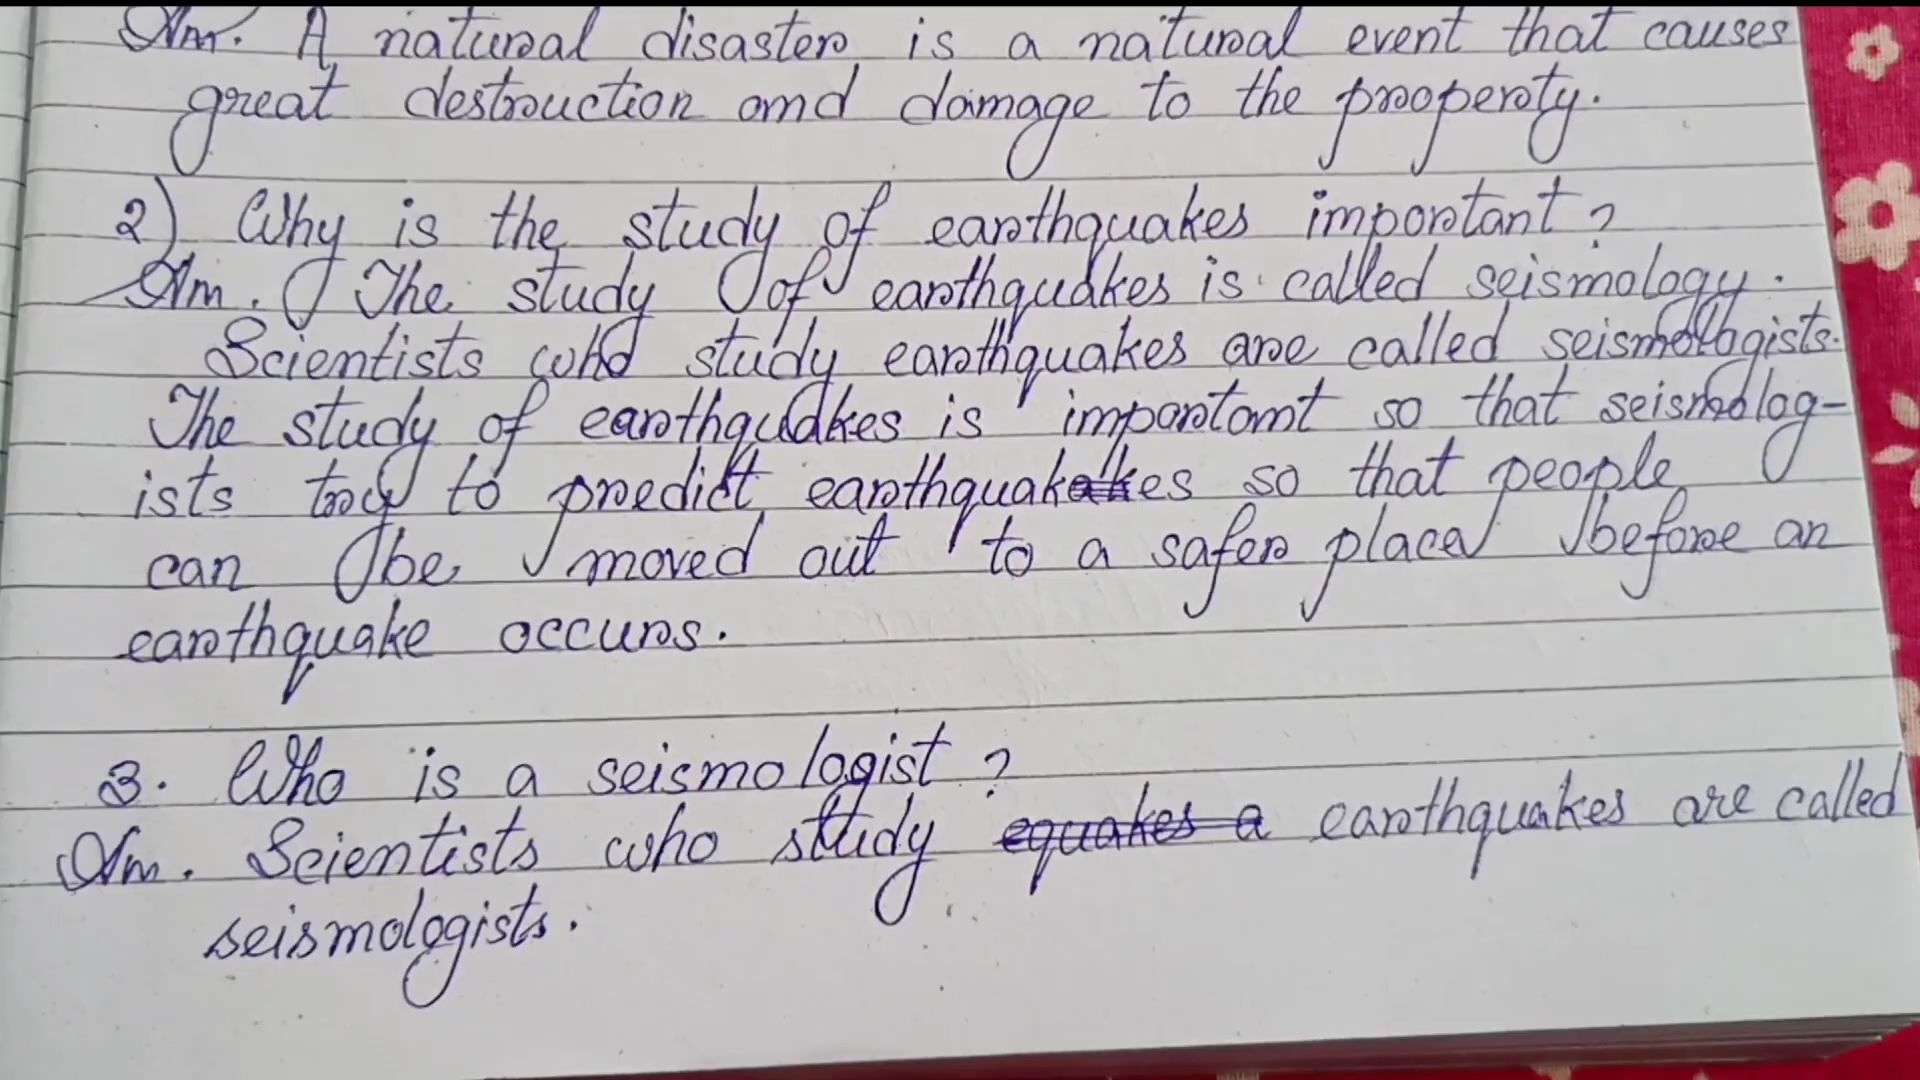 Ans. A natural disaster is a natural event that causes
great destruction and damage to the property.
2) Why is the study of earthquakes important?
Ans. The study of earthquakes is called seismology.
Scientists who study earthquakes are called seismologists.
The study of earthquakes is important so that seismolog-
ists try to predict earthquakes so that people
can be moved out to a safer place before an
earthquake occurs.
3. Who is a seismologist?
Ans. Scientists who study equakes a earthquakes are called
seismologists.